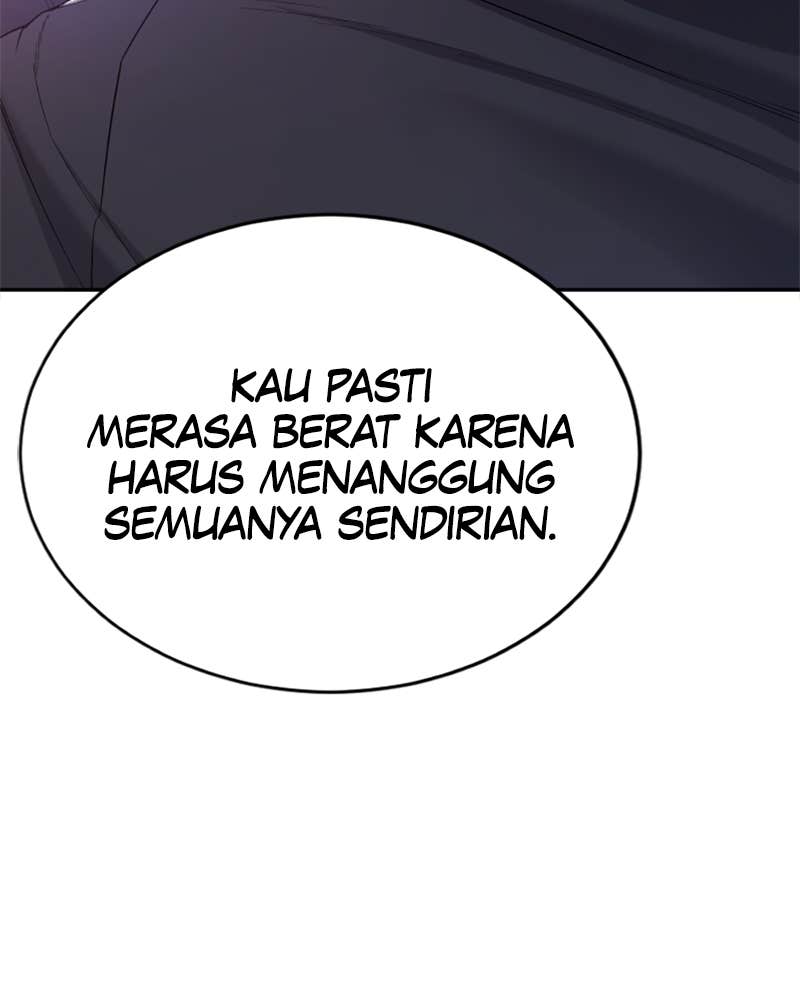 KAU PASTI
MERASA BERAT KARENA
HARUS MENANGGUNG
SEMUANYA SENDIRIAN.